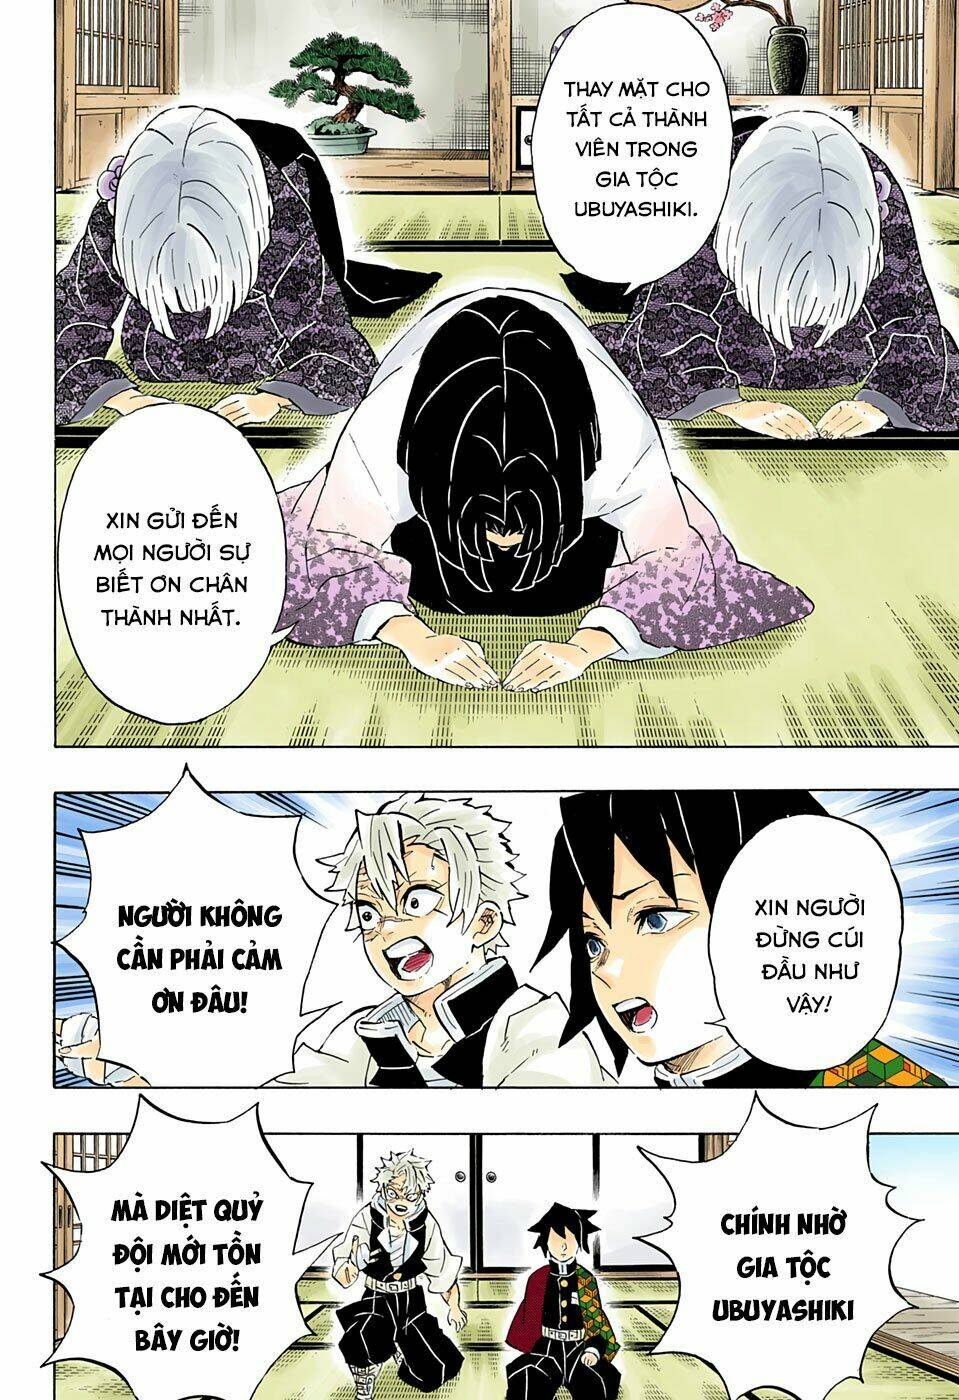 THAY MẶT CHO
TẤT CẢ THÀNH
VIÊN TRONG
GIA TỘC
UBUYASHIKI.
XIN GỬI ĐẾN
MỌI NGƯỜI SỰ
BIẾT ƠN CHÂN
THÀNH NHẤT.
XIN NGƯỜI
ĐỪNG CÚI
ĐẦU NHƯ
VẬY!
NGƯỜI KHÔNG
CẦN PHẢI CẢM
ƠN ĐÂU!
CHÍNH NHỜ
GIA TỘC
UBUYASHIKI
MÀ DIỆT QUỶ
ĐỘI MỚI TỒN
TẠI CHO ĐẾN
BÂY GIỜ!